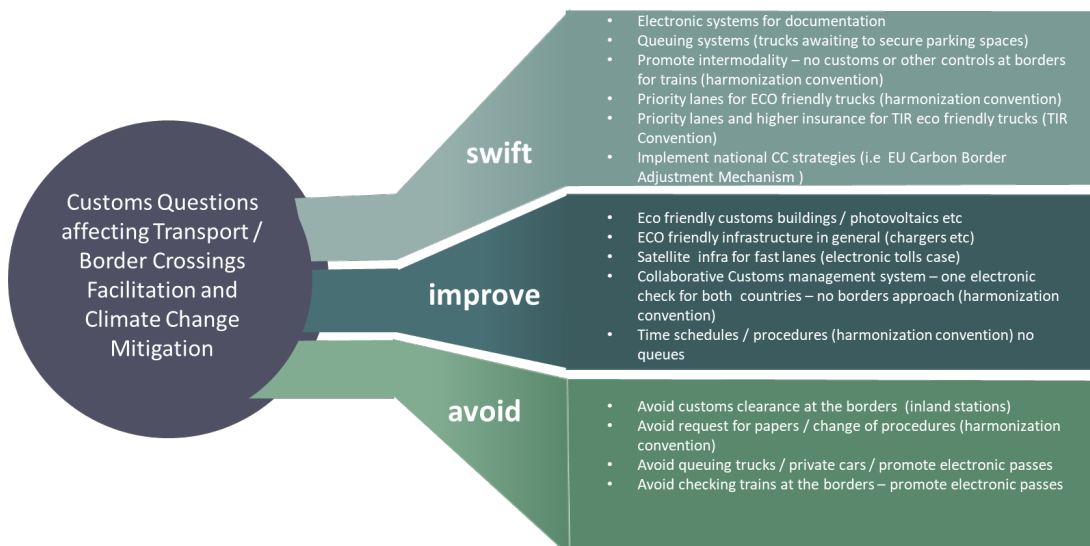 Customs Questions
affecting Transport /
Border Crossings
Facilitation and
Climate Change
Mitigation
swift
• Electronic systems for documentation
• Queuing systems (trucks awaiting to secure parking spaces)
• Promote intermodality – no customs or other controls at borders
for trains (harmonization convention)
• Priority lanes for ECO friendly trucks (harmonization convention)
• Priority lanes and higher insurance for TIR eco friendly trucks (TIR
Convention)
• Implement national CC strategies (i.e EU Carbon Border
Adjustment Mechanism )
improve
• Eco friendly customs buildings / photovoltaics etc
• ECO friendly infrastructure in general (chargers etc)
• Satellite infra for fast lanes (electronic tolls case)
• Collaborative Customs management system – one electronic
check for both countries – no borders approach (harmonization
convention)
• Time schedules / procedures (harmonization convention) no
queues
avoid
• Avoid customs clearance at the borders (inland stations)
• Avoid request for papers / change of procedures (harmonization
convention)
• Avoid queuing trucks / private cars / promote electronic passes
• Avoid checking trains at the borders – promote electronic passes